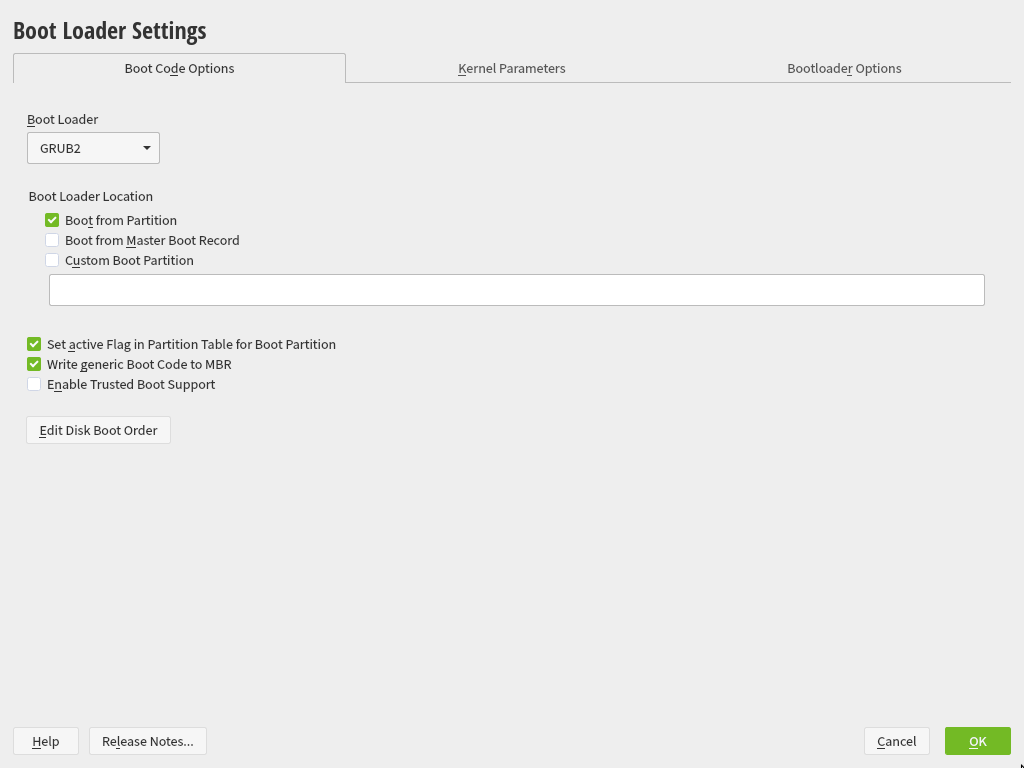 Boot Loader Settings
Boot Code Options Kernel Parameters Bootloader Options
Boot Loader
GRUB2
Boot Loader Location
Boot from Partition
Boot from Master Boot Record
Custom Boot Partition
Set active Flag in Partition Table for Boot Partition
Write generic Boot Code to MBR
Enable Trusted Boot Support
Edit Disk Boot Order
Help Release Notes... Cancel OK